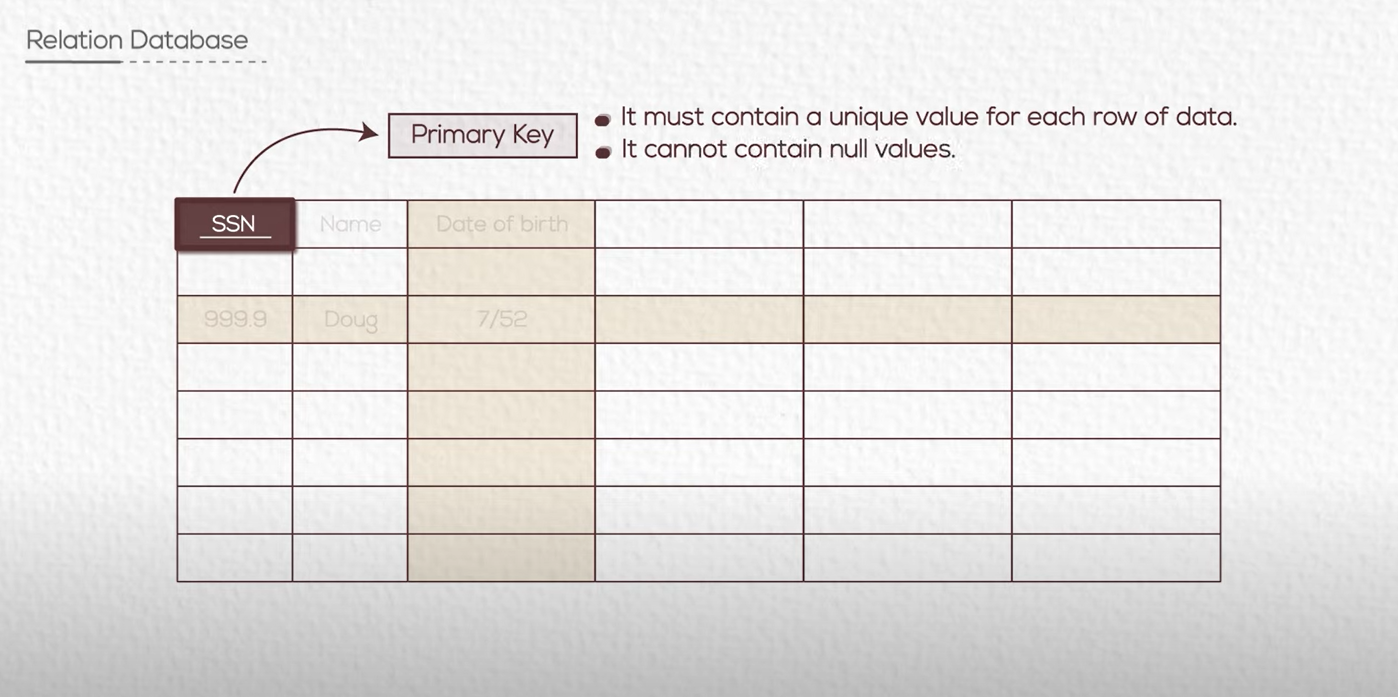 Relation Database
It must contain a unique value for each row of data.
Primary Key
It cannot contain null values.
SSN Name Date of birth
999.9 Doug 7/52